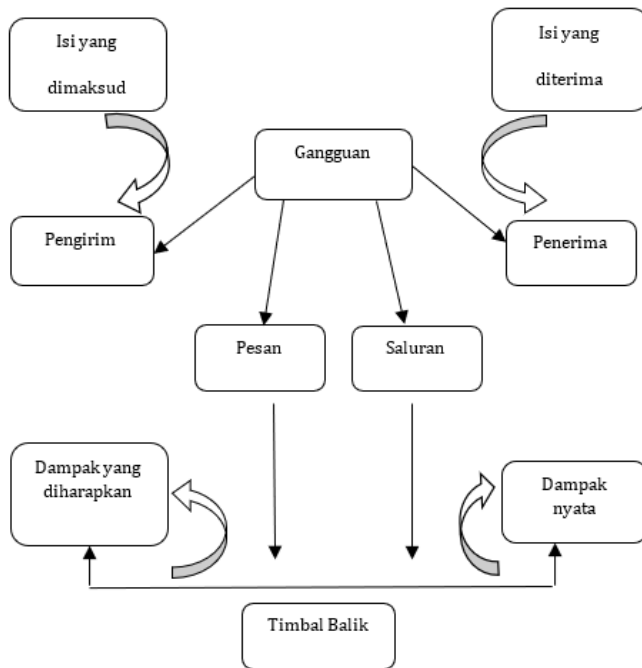 Isi yang
dimaksud
Isi yang
diterima
Gangguan
Pengirim
Penerima
Pesan
Saluran
Dampak yang
diharapkan
Dampak
nyata
Timbal Balik